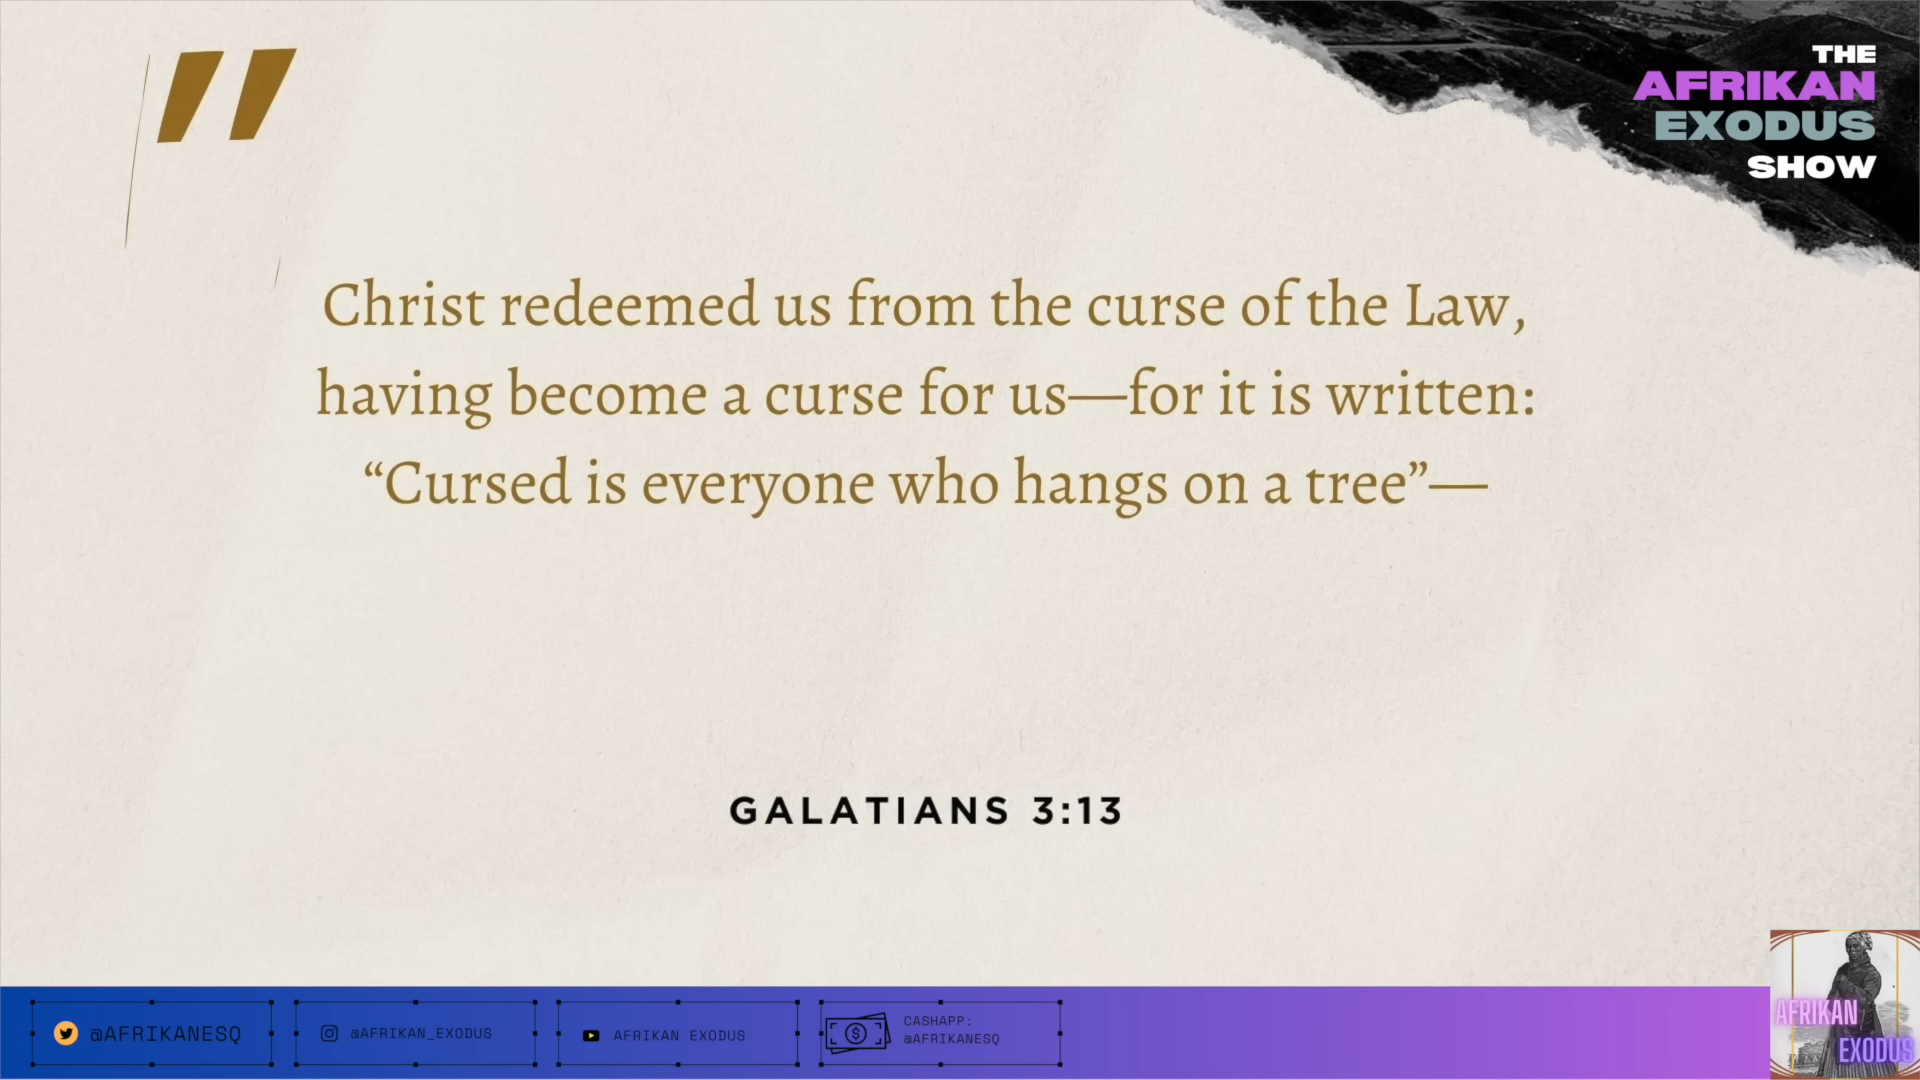 "
THE
AFRIKAN
EXODUS
SHOW
Christ redeemed us from the curse of the Law,
having become a curse for us—for it is written:
“Cursed is everyone who hangs on a tree”—
GALATIANS 3:13
@AFRIKANESQ
@AFRIKAN_EXODUS
AFRIKAN EXODUS
$
CASHAPP:
@AFRIKANESQ
AFRIKAN
EXODUS